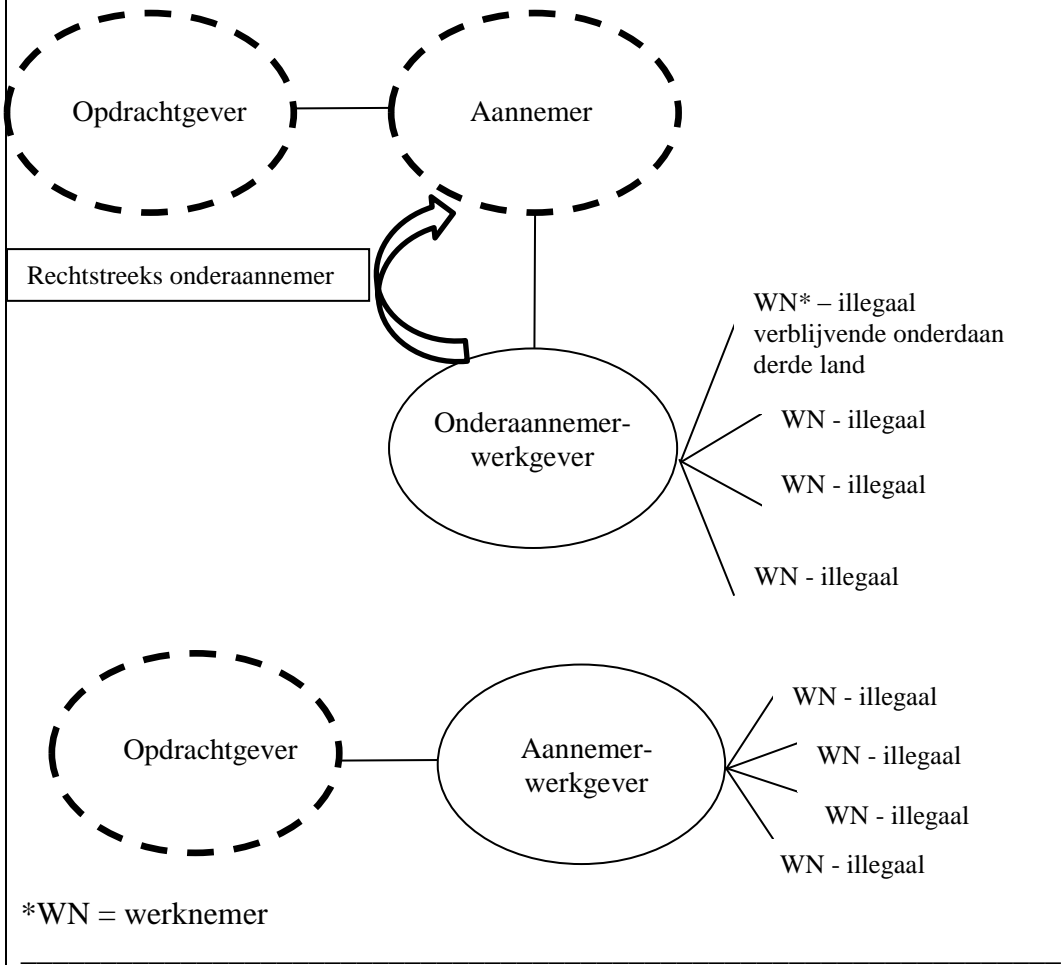 Opdrachtgever
Aannemer
Rechtstreeks onderaannemer
Onderaannemer-
werkgever
WN* – illegaal
verblijvende onderdaan
derde land
WN - illegaal
WN - illegaal
WN - illegaal
Opdrachtgever
Aannemer-
werkgever
WN - illegaal
WN - illegaal
WN - illegaal
WN - illegaal
*WN = werknemer